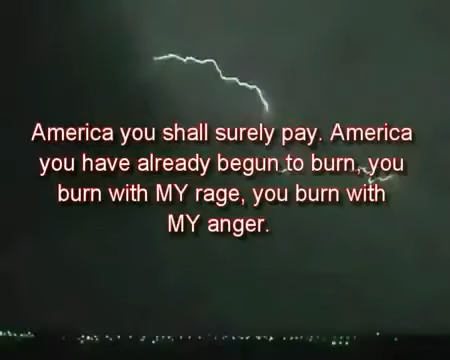 America you shall surely pay. America
you have already begun to burn, you
burn with MY rage, you burn with
MY anger.